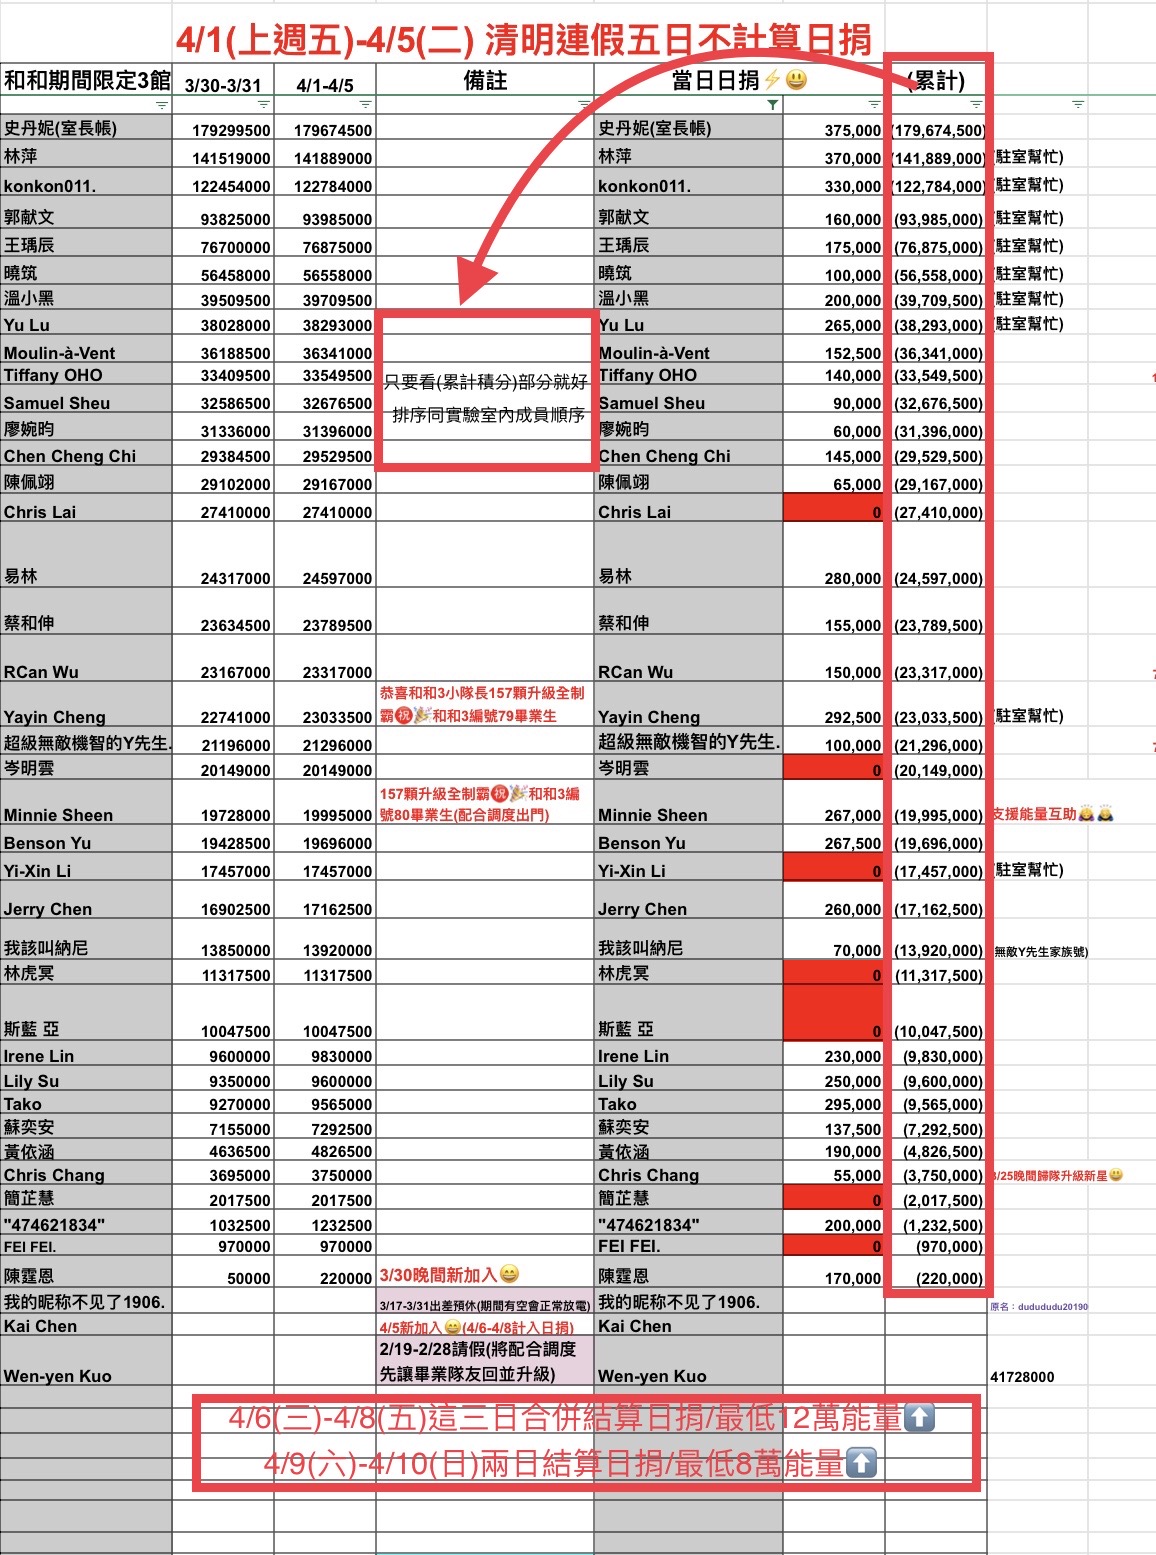 4/1(上週五)-4/5(二) 清明連假五日不計算日捐
和和期間限定3館 3/30-3/31 4/1-4/5 備註 當日日捐⚡😃 (累計)
史丹妮(室長帳) 179299500 179674500 史丹妮(室長帳) 375,000 (179,674,500)
林萍 141519000 141889000 林萍 370,000 (141,889,000) (駐室幫忙)
konkon011. 122454000 122784000 konkon011. 330,000 (122,784,000) (駐室幫忙)
郭献文 93825000 93985000 郭献文 160,000 (93,985,000) (駐室幫忙)
王瑀辰 76700000 76875000 王瑀辰 175,000 (76,875,000) (駐室幫忙)
曉筑 56458000 56558000 曉筑 100,000 (56,558,000) (駐室幫忙)
溫小黑 39509500 39709500 溫小黑 200,000 (39,709,500) (駐室幫忙)
Yu Lu 38028000 38293000 Yu Lu 265,000 (38,293,000) (駐室幫忙)
Moulin-à-Vent 36188500 36341000 Moulin-à-Vent 152,500 (36,341,000)
Tiffany OHO 33409500 33549500 只要看(累計積分)部分就好 Tiffany OHO 140,000 (33,549,500)
Samuel Sheu 32586500 32676500 排序同實驗室內成員順序 Samuel Sheu 90,000 (32,676,500)
廖婉昀 31336000 31396000 廖婉昀 60,000 (31,396,000)
Chen Cheng Chi 29384500 29529500 Chen Cheng Chi 145,000 (29,529,500)
陳佩翊 29102000 29167000 陳佩翊 65,000 (29,167,000)
Chris Lai 27410000 27410000 Chris Lai 0 (27,410,000)
易林 24317000 24597000 易林 280,000 (24,597,000)
蔡和伸 23634500 23789500 蔡和伸 155,000 (23,789,500)
RCan Wu 23167000 23317000 RCan Wu 150,000 (23,317,000)
恭喜和和3小隊長157顆升級全制
Yayin Cheng 22741000 23033500 霸㊗🎉和和3編號79畢業生 Yayin Cheng 292,500 (23,033,500) (駐室幫忙)
超級無敵機智的Y先生. 21196000 21296000 超級無敵機智的Y先生. 100,000 (21,296,000)
岑明雲 20149000 20149000 岑明雲 0 (20,149,000)
157顆升級全制霸㊗🎉和和3編
Minnie Sheen 19728000 19995000 號80畢業生(配合調度出門) Minnie Sheen 267,000 (19,995,000) 支援能量互助🙇🙇
Benson Yu 19428500 19696000 Benson Yu 267,500 (19,696,000)
Yi-Xin Li 17457000 17457000 Yi-Xin Li 0 (17,457,000) (駐室幫忙)
Jerry Chen 16902500 17162500 Jerry Chen 260,000 (17,162,500)
我該叫納尼 13850000 13920000 我該叫納尼 70,000 (13,920,000) 無敵Y先生家族號)
林虎冥 11317500 11317500 林虎冥 0 (11,317,500)
斯藍 亞 10047500 10047500 斯藍 亞 0 (10,047,500)
Irene Lin 9600000 9830000 Irene Lin 230,000 (9,830,000)
Lily Su 9350000 9600000 Lily Su 250,000 (9,600,000)
Tako 9270000 9565000 Tako 295,000 (9,565,000)
蘇奕安 7155000 7292500 蘇奕安 137,500 (7,292,500)
黃依涵 4636500 4826500 黃依涵 190,000 (4,826,500)
Chris Chang 3695000 3750000 Chris Chang 55,000 (3,750,000) 3/25晚間歸隊升級新星😃
簡芷慧 2017500 2017500 簡芷慧 0 (2,017,500)
"474621834" 1032500 1232500 "474621834" 200,000 (1,232,500)
FEI FEI. 970000 970000 FEI FEI. 0 (970,000)
陳霆恩 50000 220000 3/30晚間新加入😄 陳霆恩 170,000 (220,000)
我的昵称不见了1906. 3/17-3/31出差預休(期間有空會正常放電) 我的昵称不见了1906. 原名：dudududu20190
Kai Chen 4/5新加入😄(4/6-4/8計入日捐) Kai Chen
2/19-2/28請假(將配合調度
Wen-yen Kuo 先讓畢業隊友回並升級) Wen-yen Kuo 41728000
4/6(三)-4/8(五)這三日合併結算日捐/最低12萬能量⬆
4/9(六)-4/10(日)兩日結算日捐/最低8萬能量⬆